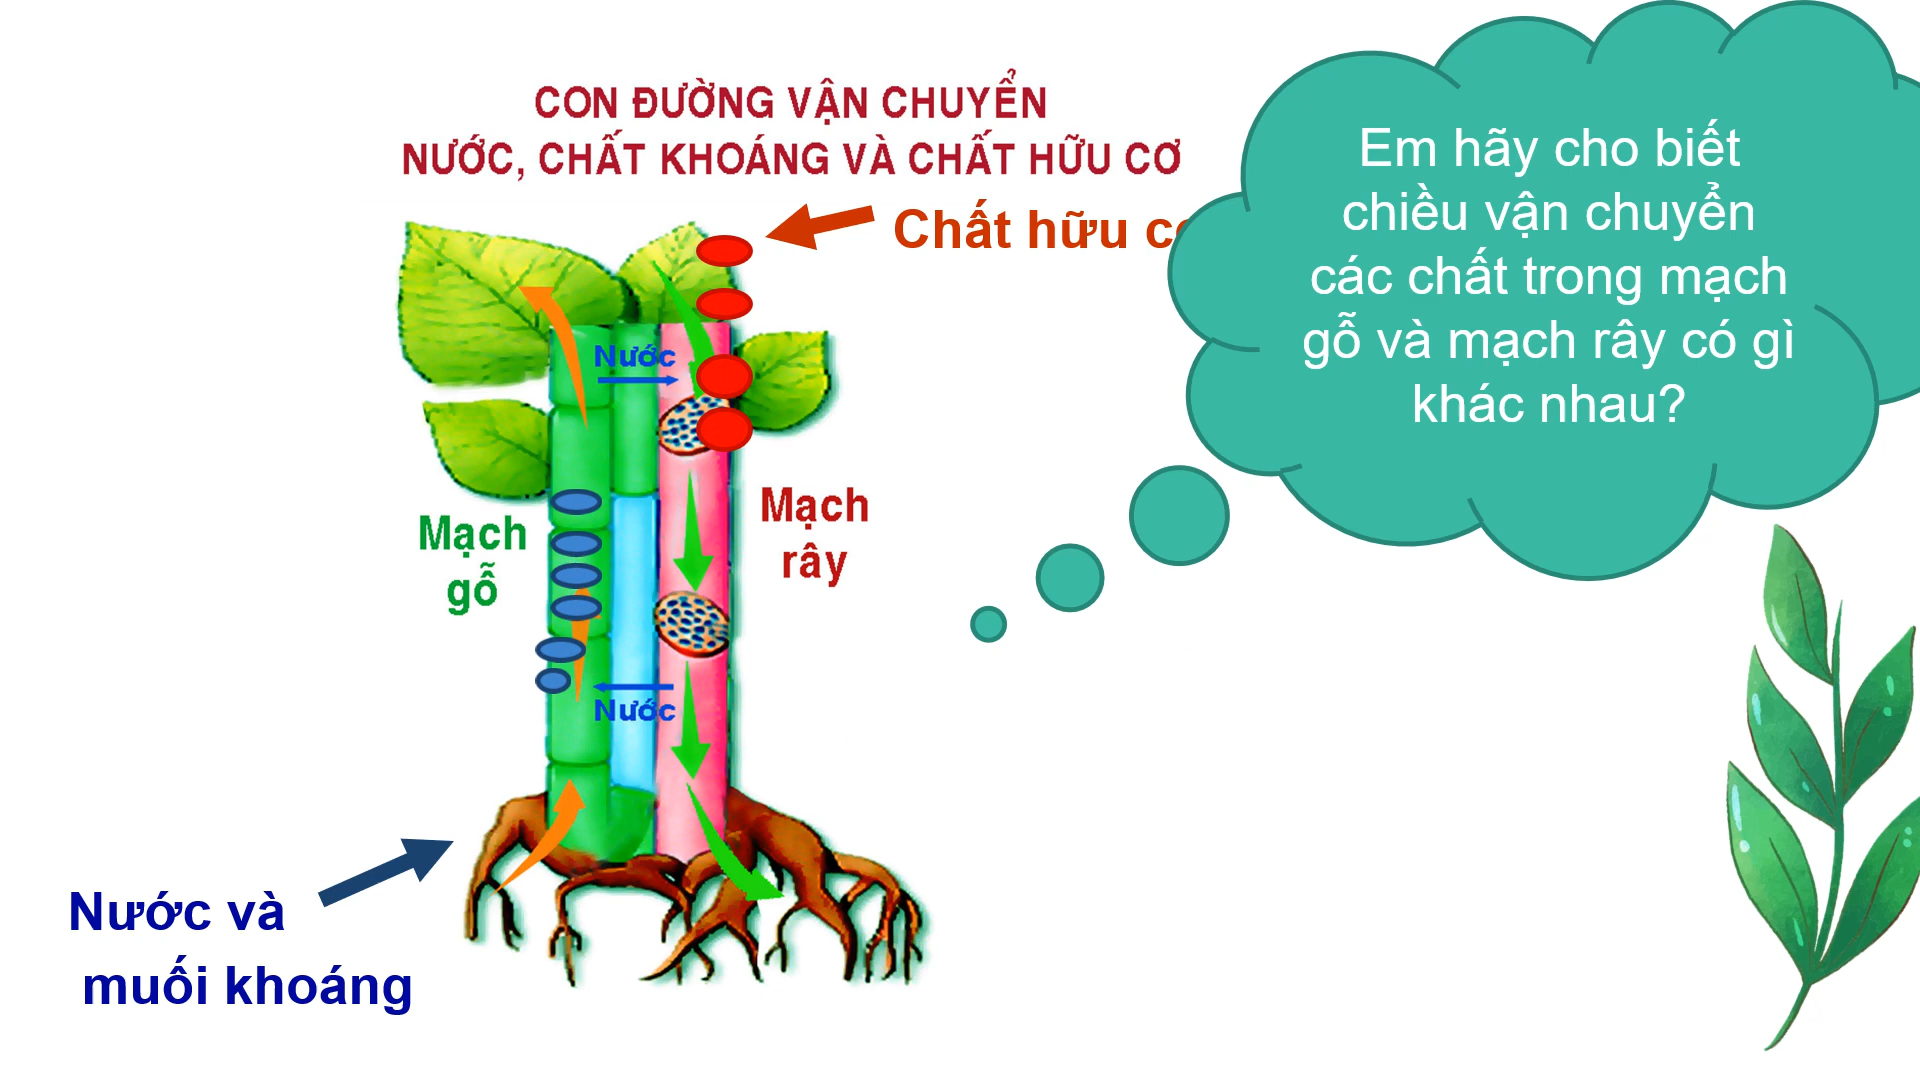 CON ĐƯỜNG VẬN CHUYỂN
NƯỚC, CHẤT KHOÁNG VÀ CHẤT HỮU CƠ
Chất hữu cơ
Nước
Mạch
gỗ
Mạch
rây
Nước
Nước và
muối khoáng
Em hãy cho biết
chiều vận chuyển
các chất trong mạch
gỗ và mạch rây có gì
khác nhau?